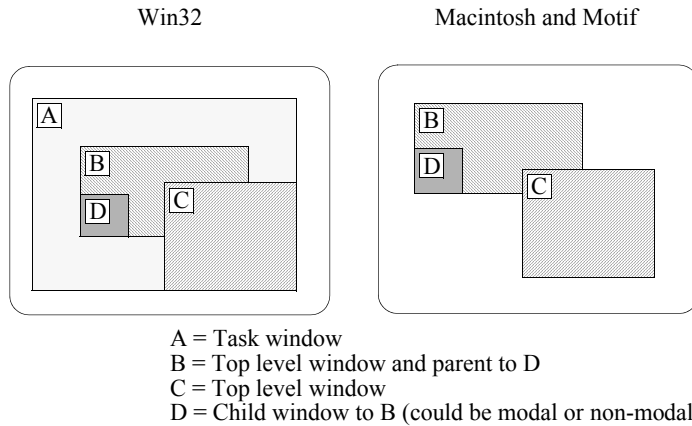 Win32 Macintosh and Motif
A
B
D
C
B
D
C
A = Task window
B = Top level window and parent to D
C = Top level window
D = Child window to B (could be modal or non-modal